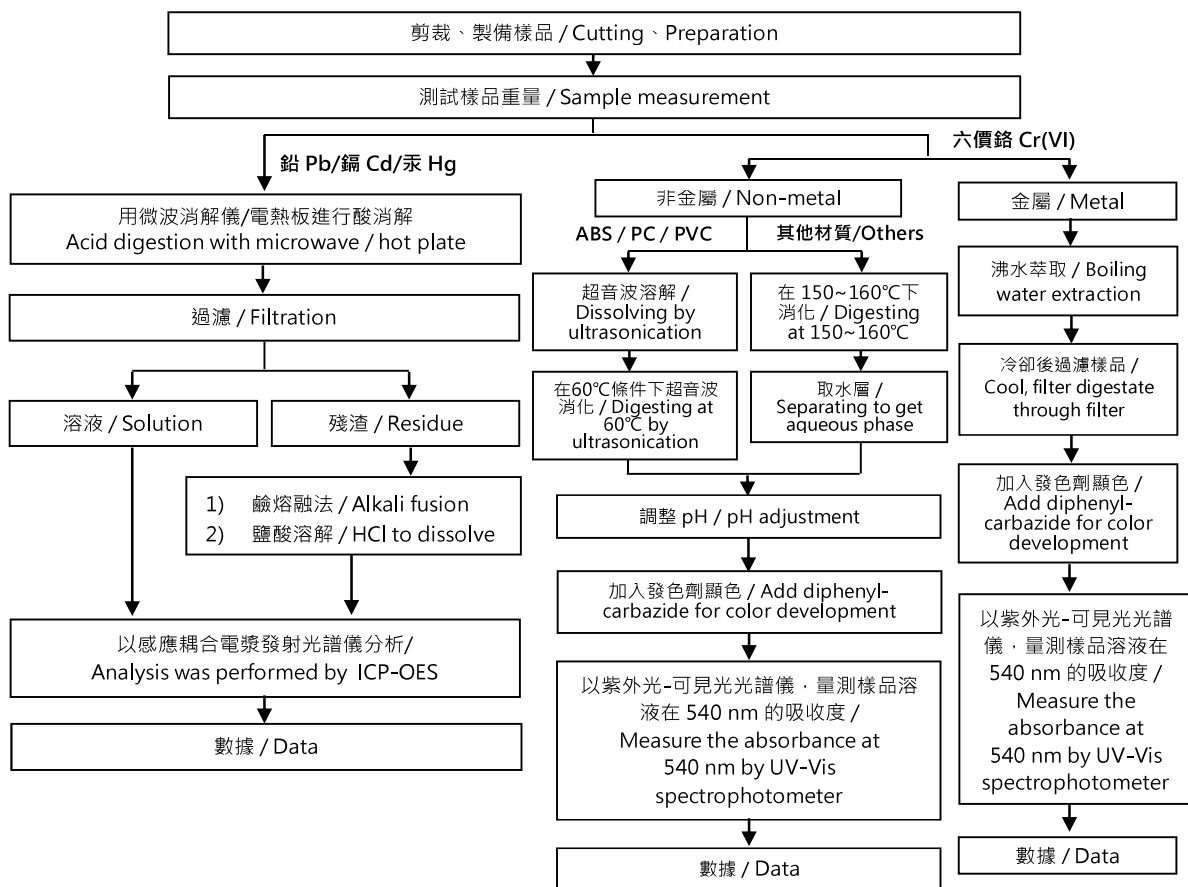 剪裁、製備樣品 / Cutting、Preparation
測試樣品重量 / Sample measurement
鉛 Pb/鎘 Cd/汞 Hg
六價鉻 Cr(VI)
用微波消解儀/電熱板進行酸消解
Acid digestion with microwave / hot plate
過濾 / Filtration
溶液 / Solution
殘渣 / Residue
1) 鹼熔融法 / Alkali fusion
2) 鹽酸溶解 / HCl to dissolve
以感應耦合電漿發射光譜儀分析/
Analysis was performed by ICP-OES
數據 / Data
非金屬 / Non-metal
ABS / PC / PVC
其他材質/Others
超音波溶解 /
Dissolving by
ultrasonication
在60℃條件下超音波
消化 / Digesting at
60℃ by
ultrasonication
在 150~160℃下
消化 / Digesting
at 150~160℃
取水層 /
Separating to get
aqueous phase
調整 pH / pH adjustment
加入發色劑顯色 / Add diphenyl-
carbazide for color development
以紫外光-可見光光譜儀，量測樣品溶
液在 540 nm 的吸收度 /
Measure the absorbance at
540 nm by UV-Vis
spectrophotometer
數據 / Data
金屬 / Metal
沸水萃取 / Boiling
water extraction
冷卻後過濾樣品 /
Cool, filter digestate
through filter
加入發色劑顯色 /
Add diphenyl-
carbazide for color
development
以紫外光-可見光光譜
儀，量測樣品溶液在
540 nm 的吸收度 /
Measure the
absorbance at
540 nm by UV-Vis
spectrophotometer
數據 / Data